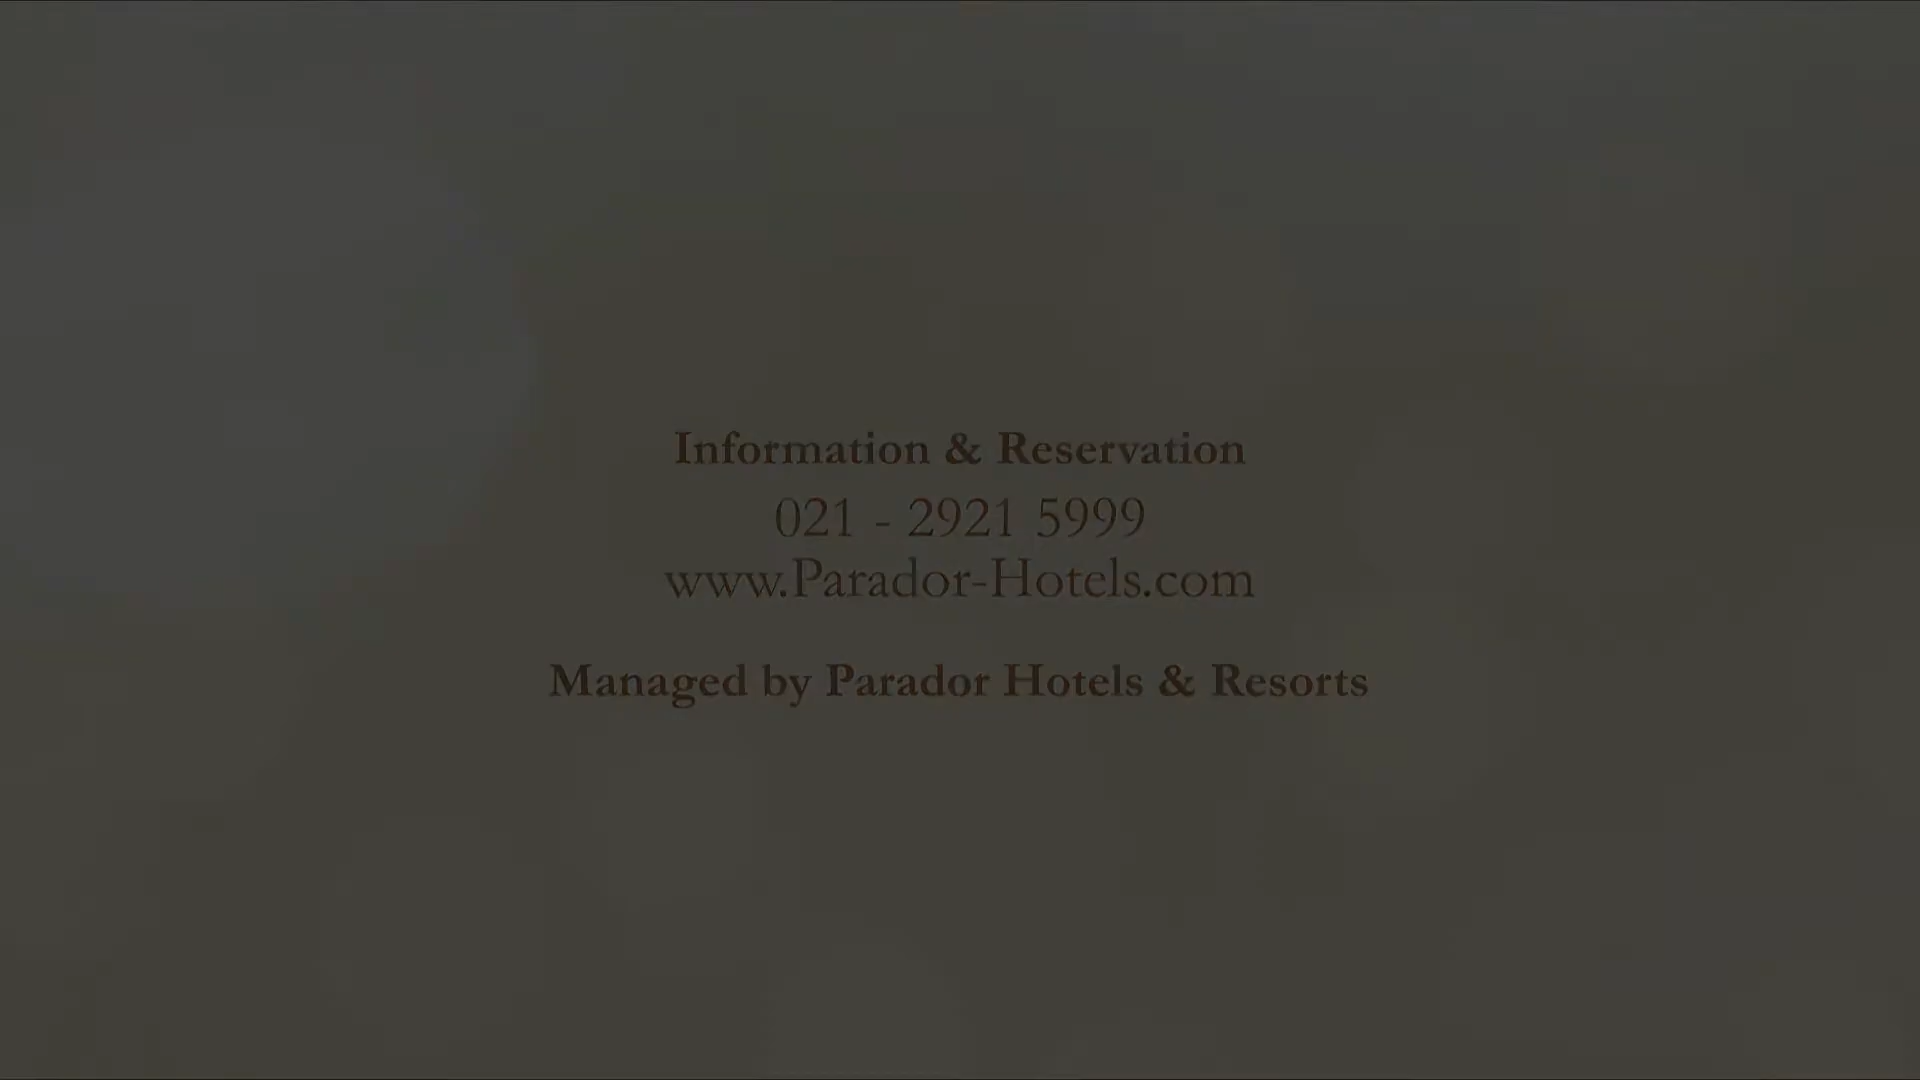 Information & Reservation
021 - 2921 5999
www.Parador-Hotels.com
Managed by Parador Hotels & Resorts